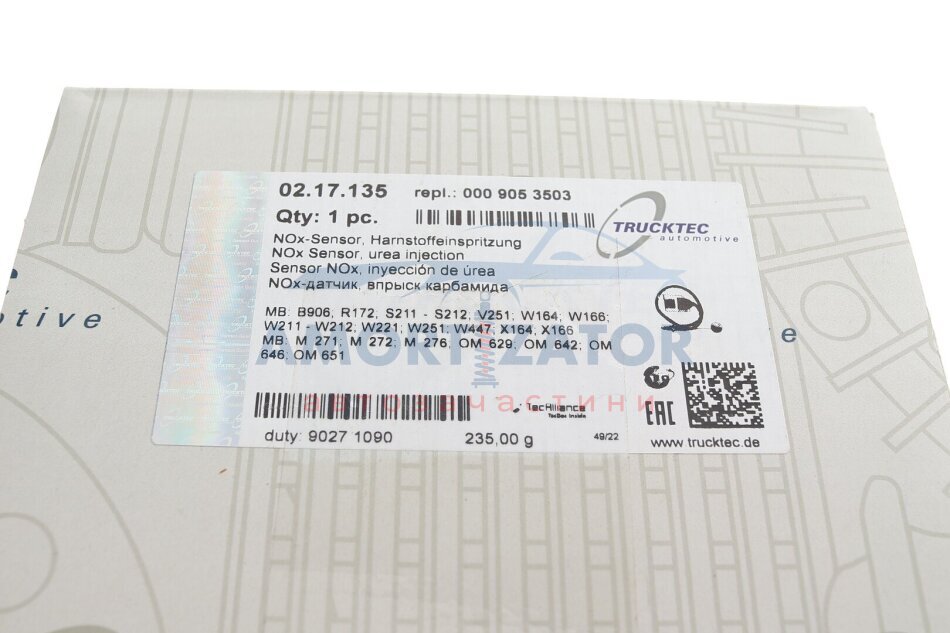 02.17.135 repl.: 000 905 3503
Qty: 1 pc.
TRUCKTEC
automotive
NOx-Sensor, Harnstoffeinspritzung
NOx Sensor, urea injection
Sensor NOx, inyección de úrea
NOx-датчик, впрыск карбамида
MB: B906, R172, S211 - S212; V251; W164, W166;
W211 - W212; W221; W251, W447; X164; X166
MB: M 271; M 272; M 276, OM 629; OM 642; OM
646; OM 651
AMORTIZATOR
автозапчастини
TecAlliance
TecDoc Inside
EAC
duty: 9027 1090 235,00 g 49/22 www.trucktec.de
otive
e